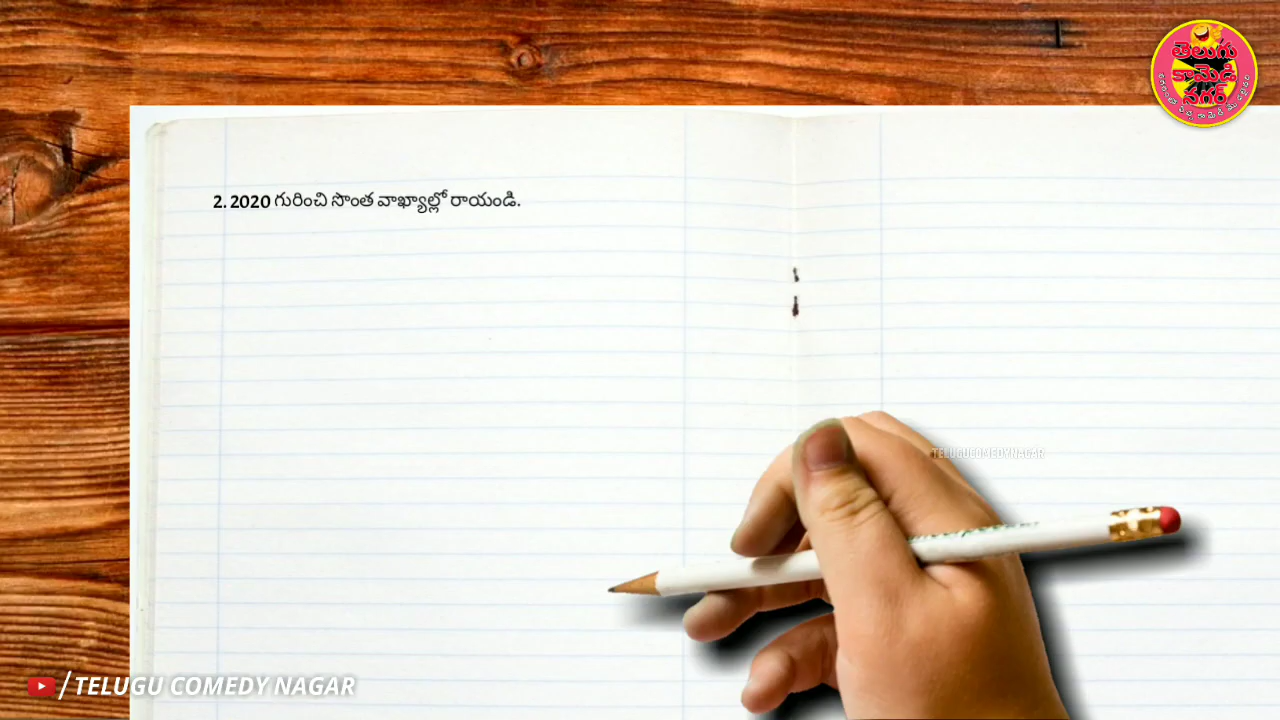 తెలుగు
కామెడి
నగర్
2. 2020 గురించి సొంత వాఖ్యాల్లో రాయండి.
TELUGUCOMEDYNAGAR
/TELUGU COMEDY NAGAR